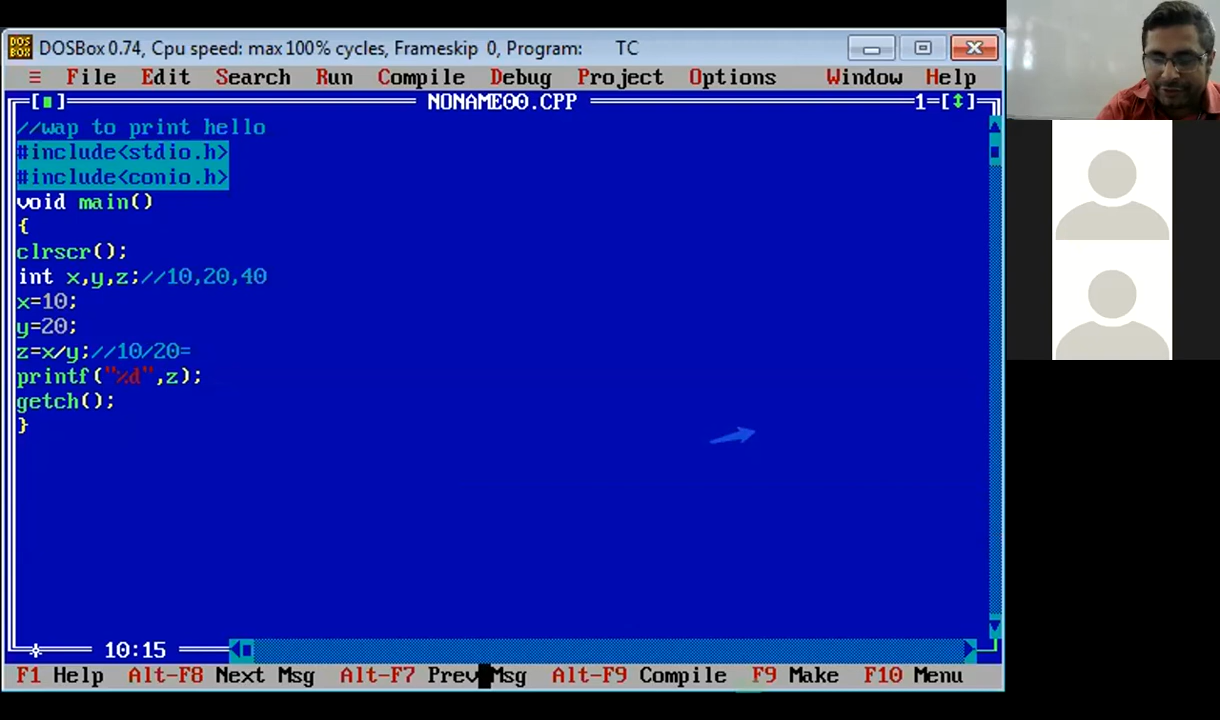 DOSBox 0.74, Cpu speed: max 100% cycles, Frameskip 0, Program: TC
≡ File Edit Search Run Compile Debug Project Options Window Help
[■] NONAME00.CPP 1=[↕]
//wap to print hello
#include<stdio.h>
#include<conio.h>
void main()
{
clrscr();
int x,y,z;//10,20,40
x=10;
y=20;
z=x/y;//10/20=
printf("%d",z);
getch();
}
10:15
F1 Help Alt-F8 Next Msg Alt-F7 Prev Msg Alt-F9 Compile F9 Make F10 Menu